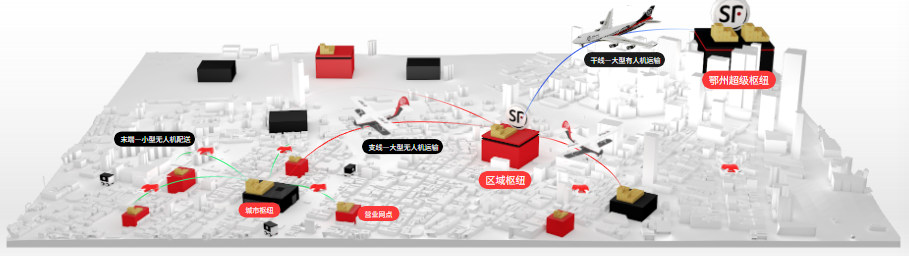 SF
干线—大型有人机运输
鄂州超级枢纽
SF
末端—小型无人机配送
支线—大型无人机运输
区域枢纽
城市枢纽
营业网点